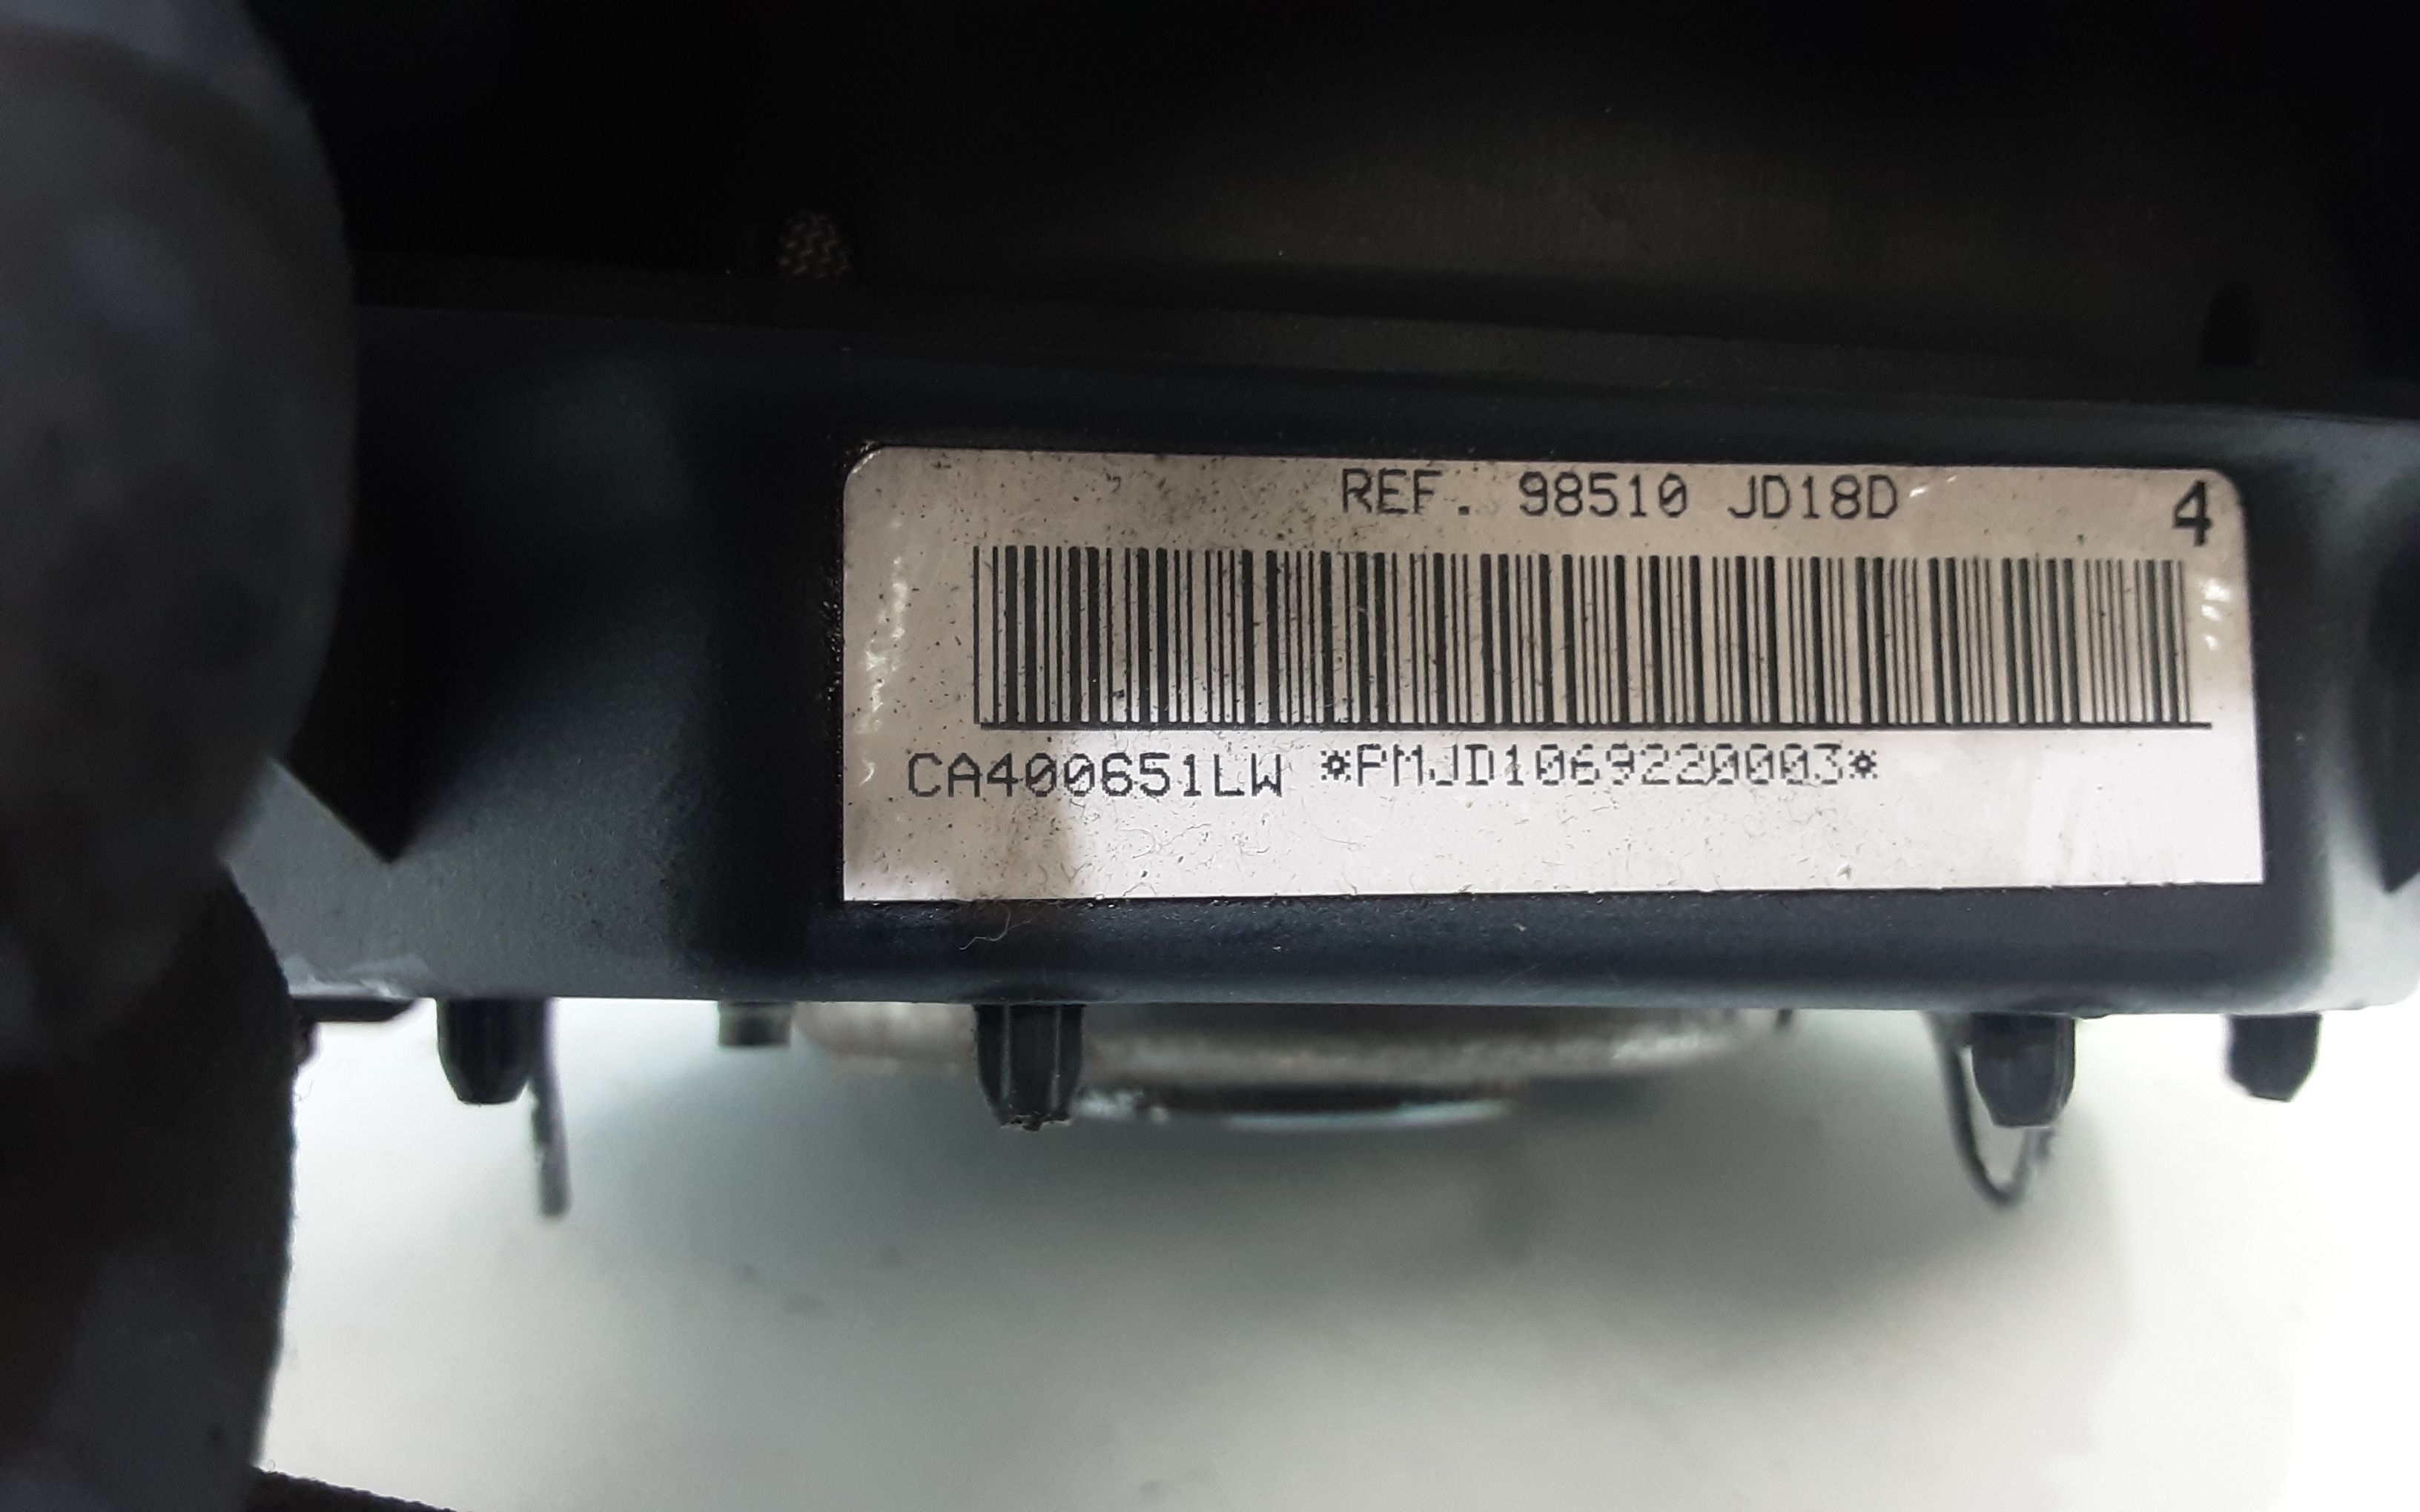 REF. 98510 JD18D 4
CA400651LW *PMJD1069220003*